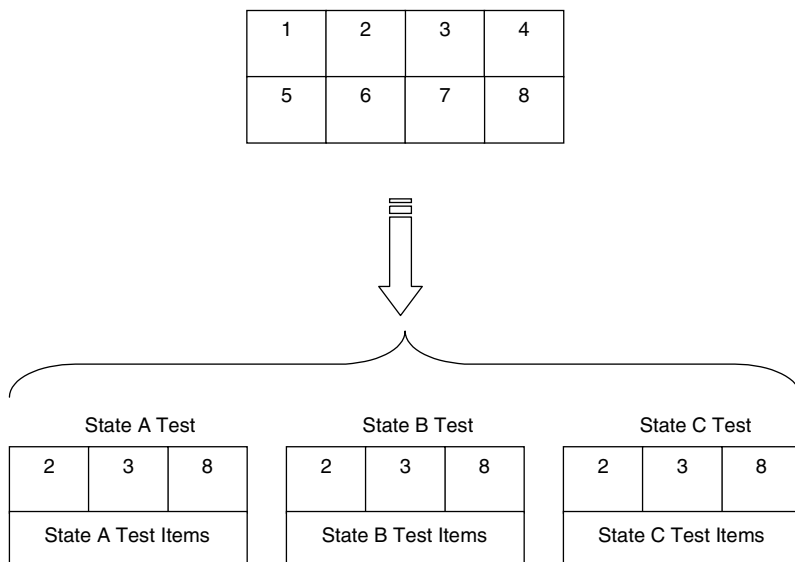 1 2 3 4
5 6 7 8
State A Test State B Test State C Test
2 3 8 2 3 8 2 3 8
State A Test Items State B Test Items State C Test Items